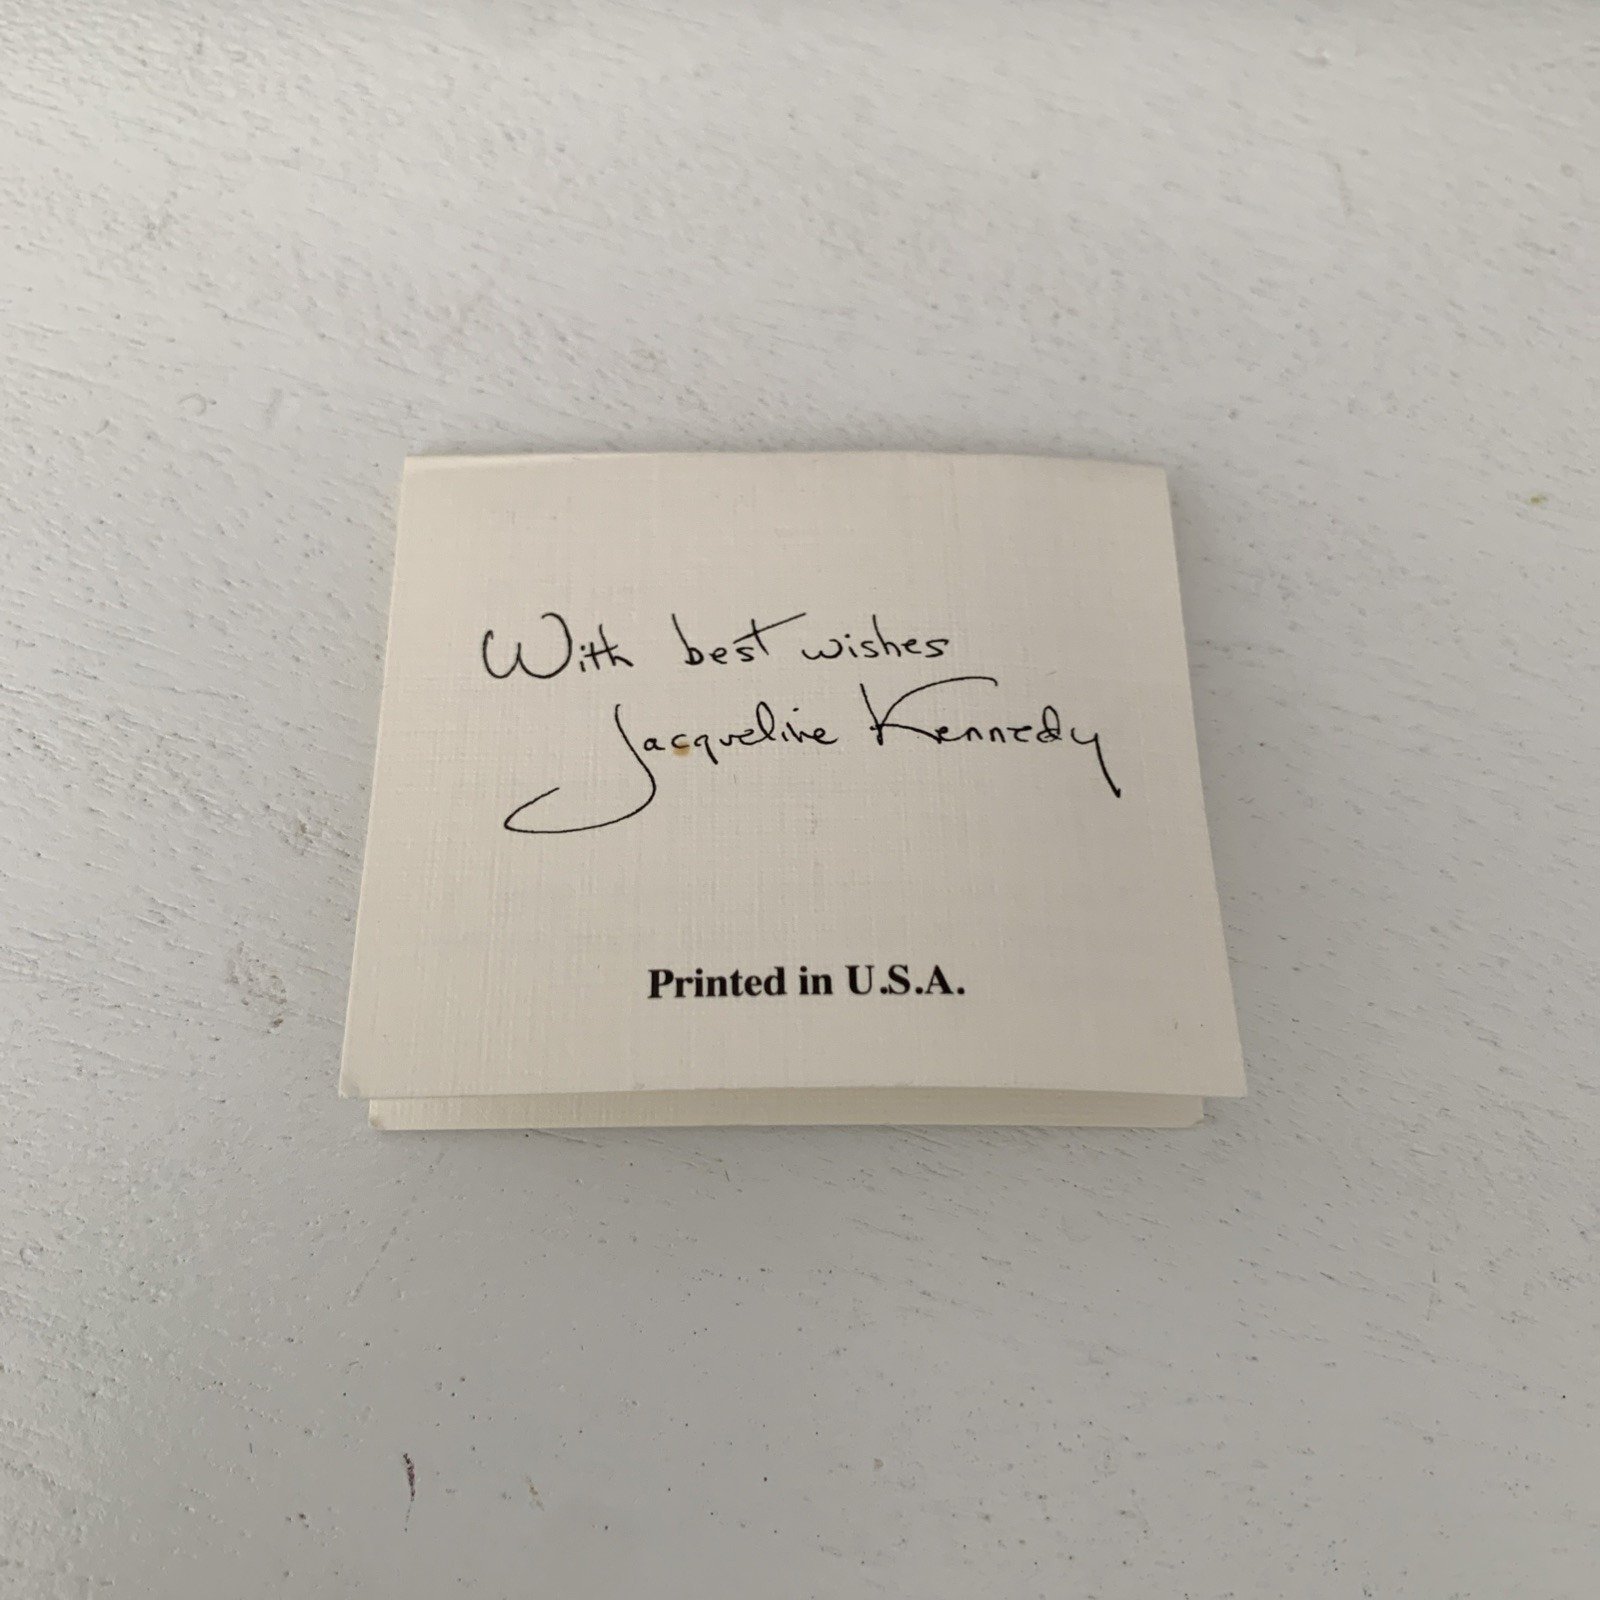 With best wishes
Jacqueline Kennedy
Printed in U.S.A.